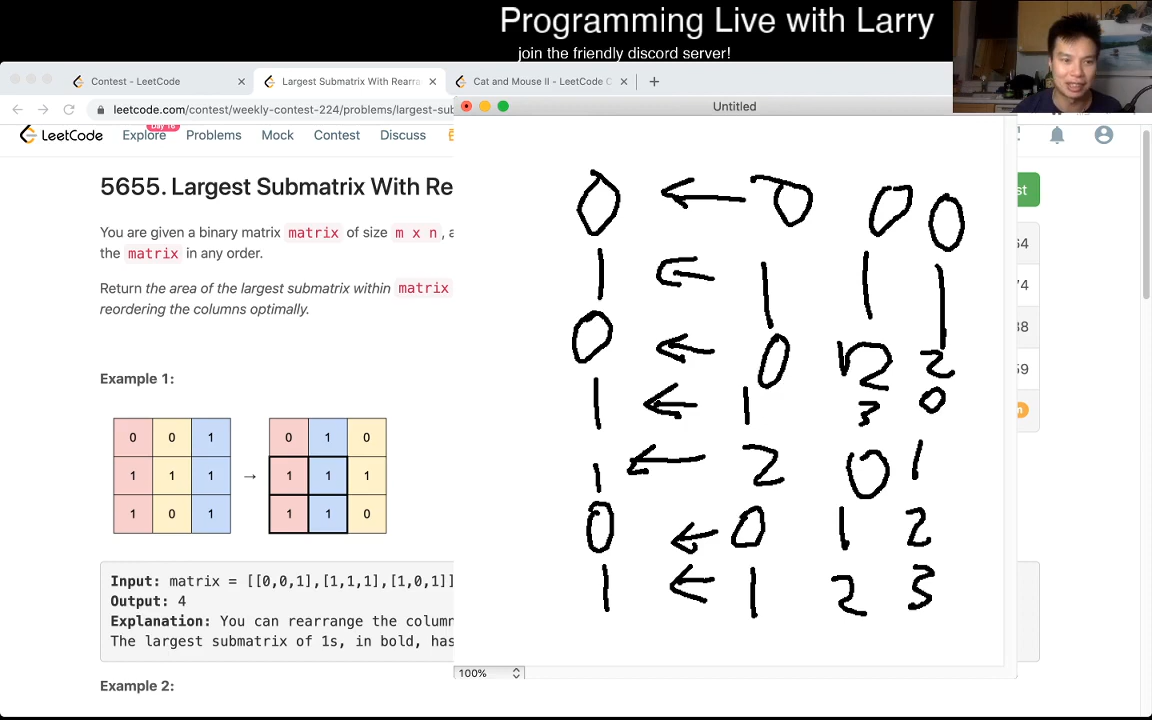 Programming Live with Larry
join the friendly discord server!
Contest - LeetCode
Largest Submatrix With Rearra
Cat and Mouse II - LeetCode C
leetcode.com/contest/weekly-contest-224/problems/largest-sub
Untitled
LeetCode
Day 16
Explore
Problems
Mock
Contest
Discuss
5655. Largest Submatrix With Re
You are given a binary matrix matrix of size m x n, a
the matrix in any order.
Return the area of the largest submatrix within matrix
reordering the columns optimally.
Example 1:
0 0 1 0 1 0
1 1 1 → 1 1 1
1 0 1 1 1 0
Input: matrix = [[0,0,1],[1,1,1],[1,0,1]]
Output: 4
Explanation: You can rearrange the column
The largest submatrix of 1s, in bold, has
Example 2:
0 ← 0 0 0
1 ← 1 1 1
0 ← 0 2 2
1 ← 1 3 0
1 ← 2 0 1
0 ← 0 1 2
1 ← 1 2 3
100%
st
64
74
38
59